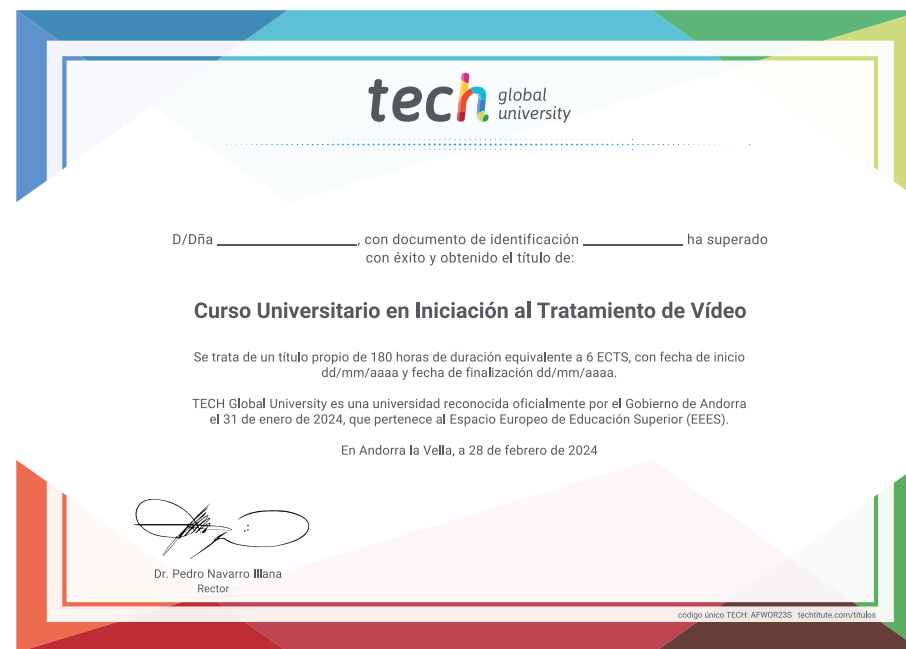 tech global university
D/Dña ____________________, con documento de identificación ______________ ha superado
con éxito y obtenido el título de:
Curso Universitario en Iniciación al Tratamiento de Vídeo
Se trata de un título propio de 180 horas de duración equivalente a 6 ECTS, con fecha de inicio
dd/mm/aaaa y fecha de finalización dd/mm/aaaa.
TECH Global University es una universidad reconocida oficialmente por el Gobierno de Andorra
el 31 de enero de 2024, que pertenece al Espacio Europeo de Educación Superior (EEES).
En Andorra la Vella, a 28 de febrero de 2024
Dr. Pedro Navarro Illana
Rector
código único TECH: AFWOR23S techtitute.com/titulos